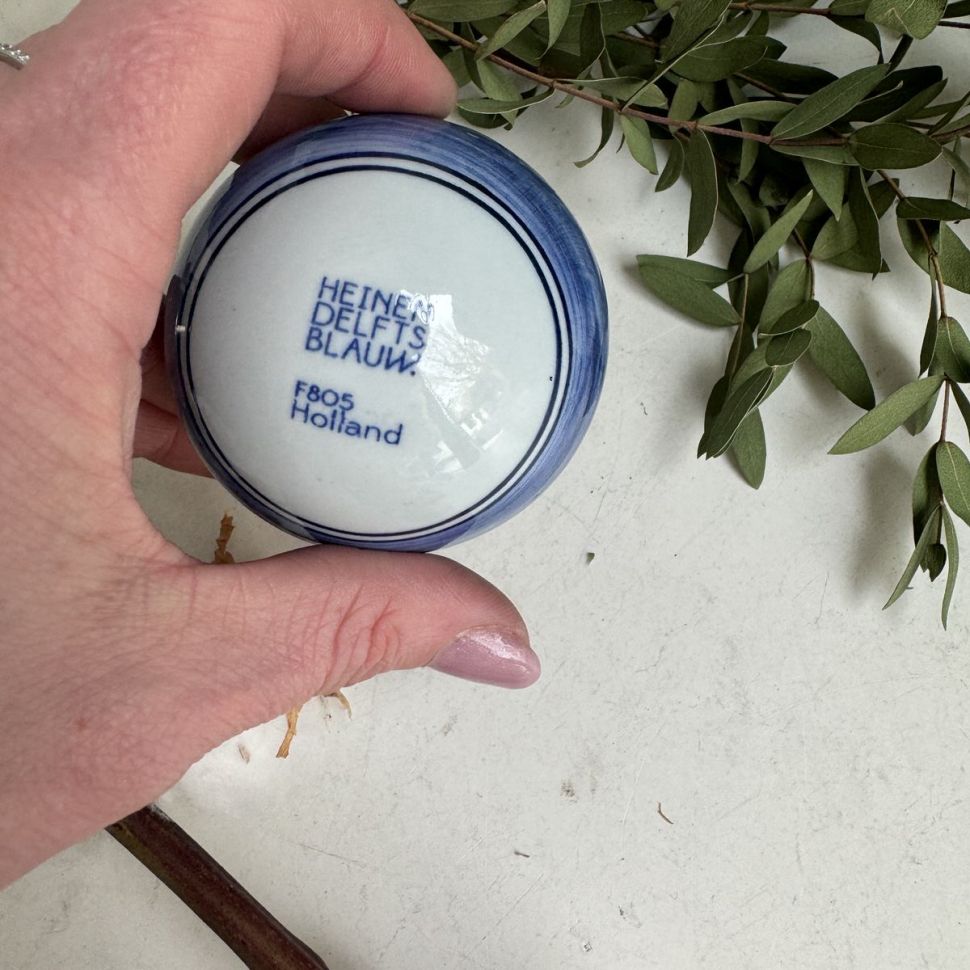 HEINEN
DELFTS
BLAUW.
F805
Holland